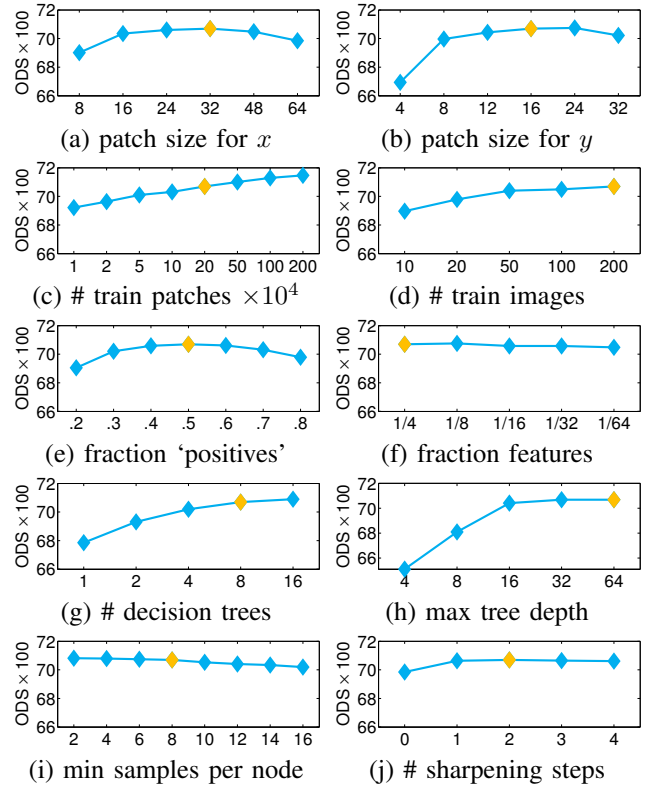 ODS × 100
72
70
68
66
8 16 24 32 48 64
(a) patch size for x
ODS × 100
72
70
68
66
4 8 12 16 24 32
(b) patch size for y
ODS × 100
72
70
68
66
1 2 5 10 20 50 100 200
(c) # train patches ×10⁴
ODS × 100
72
70
68
66
10 20 50 100 200
(d) # train images
ODS × 100
72
70
68
66
.2 .3 .4 .5 .6 .7 .8
(e) fraction ‘positives’
ODS × 100
72
70
68
66
1/4 1/8 1/16 1/32 1/64
(f) fraction features
ODS × 100
72
70
68
66
1 2 4 8 16
(g) # decision trees
ODS × 100
72
70
68
66
4 8 16 32 64
(h) max tree depth
ODS × 100
72
70
68
66
2 4 6 8 10 12 14 16
(i) min samples per node
ODS × 100
72
70
68
66
0 1 2 3 4
(j) # sharpening steps